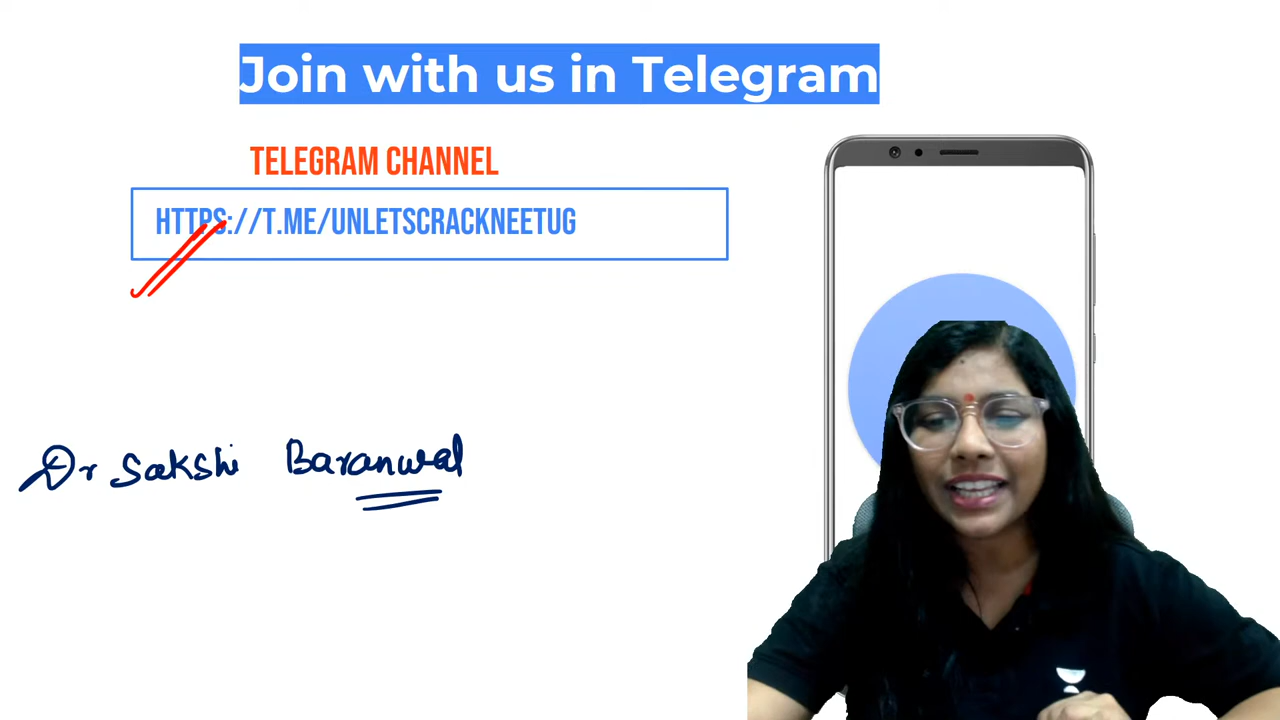 Join with us in Telegram
TELEGRAM CHANNEL
HTTPS://T.ME/UNLETSCRACKNEETUG
Dr Sakshi Baranwal